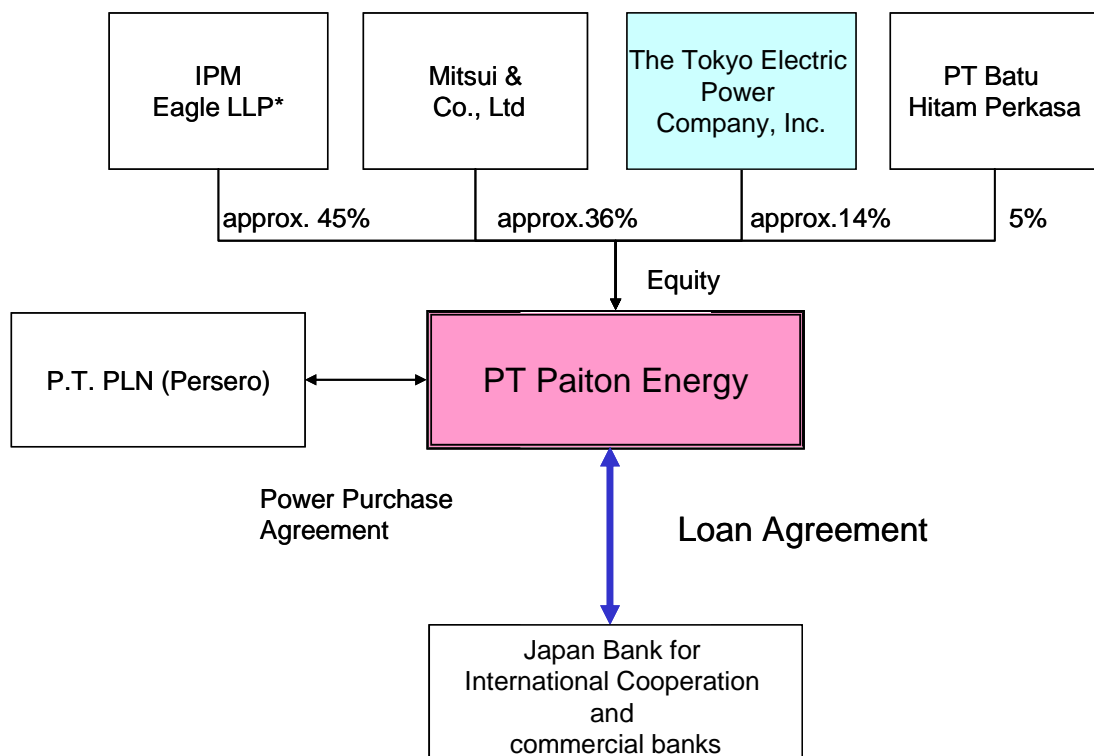 IPM
Eagle LLP*
Mitsui &
Co., Ltd
The Tokyo Electric
Power
Company, Inc.
PT Batu
Hitam Perkasa
approx. 45%
approx.36%
approx.14%
5%
Equity
P.T. PLN (Persero)
PT Paiton Energy
Power Purchase
Agreement
Loan Agreement
Japan Bank for
International Cooperation
and
commercial banks